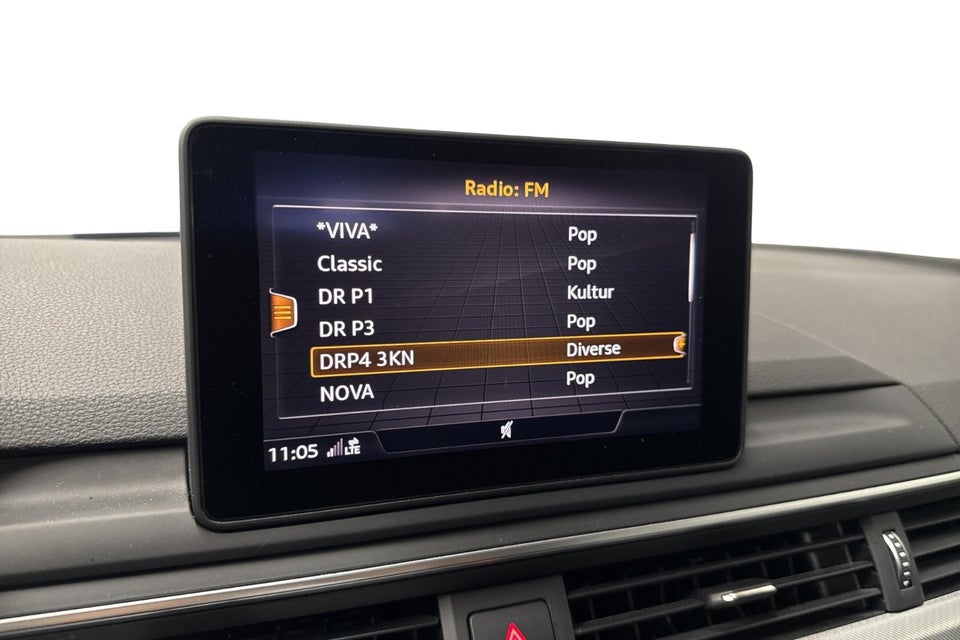 Radio: FM
*VIVA* Pop
Classic Pop
DR P1 Kultur
DR P3 Pop
DRP4 3KN Diverse
NOVA Pop
11:05 LTE